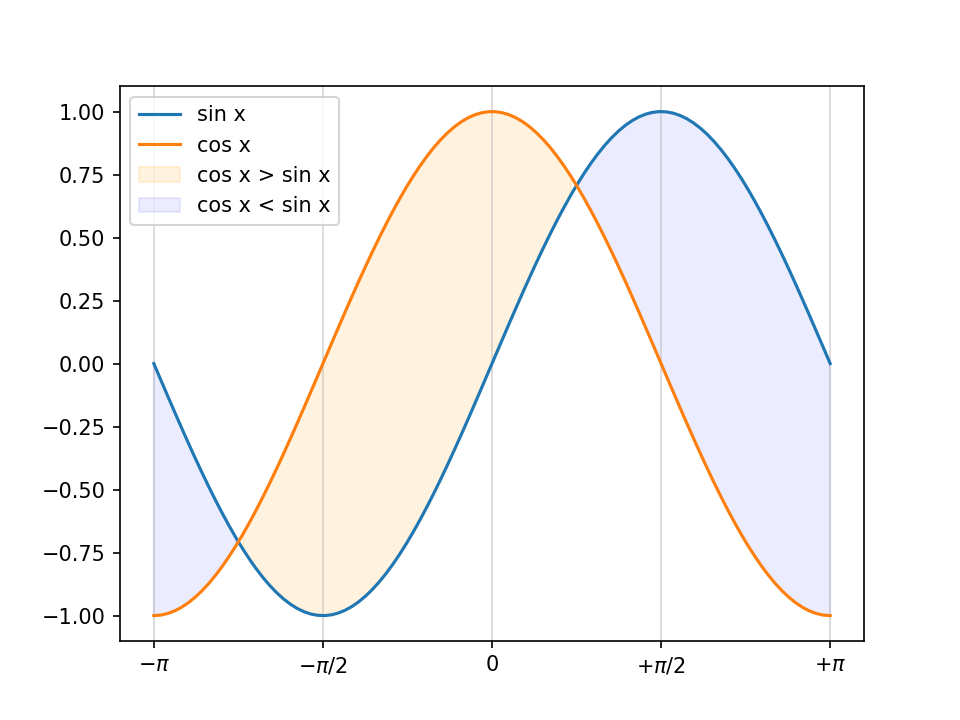 sin x
cos x
cos x > sin x
cos x < sin x
1.00
0.75
0.50
0.25
0.00
−0.25
−0.50
−0.75
−1.00
−π −π/2 0 +π/2 +π